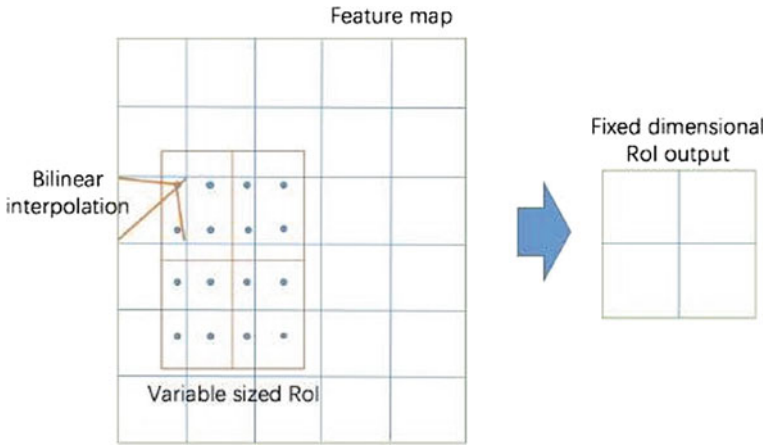 Feature map
Fixed dimensional
RoI output
Bilinear
interpolation
Variable sized RoI